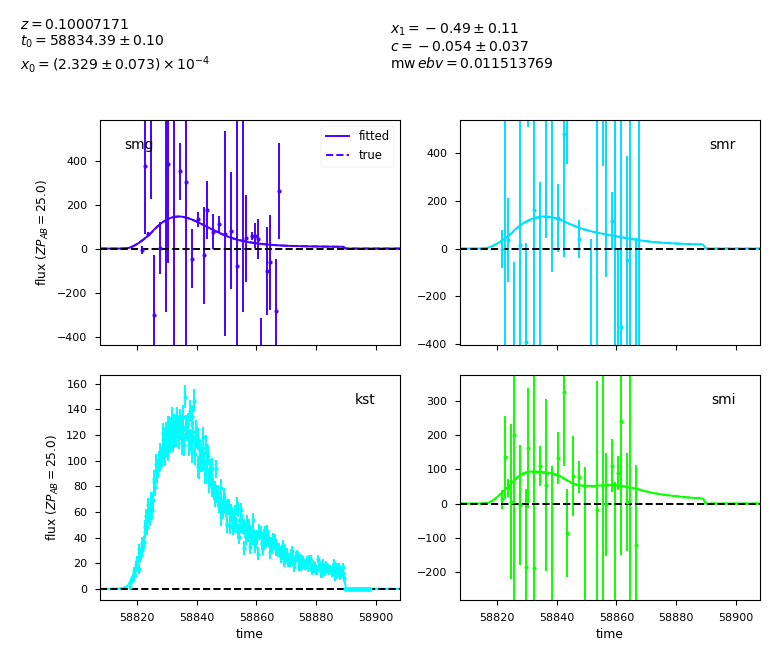 z = 0.10007171
t₀ = 58834.39 ± 0.10
x₀ = (2.329 ± 0.073) × 10⁻⁴
x₁ = −0.49 ± 0.11
c = −0.054 ± 0.037
mw ebv = 0.011513769
smg
fitted
true
400
200
0
−200
−400
flux (ZP_AB = 25.0)
smr
400
200
0
−200
−400
kst
160
140
120
100
80
60
40
20
0
flux (ZP_AB = 25.0)
58820 58840 58860 58880 58900
time
smi
300
200
100
0
−100
−200
58820 58840 58860 58880 58900
time